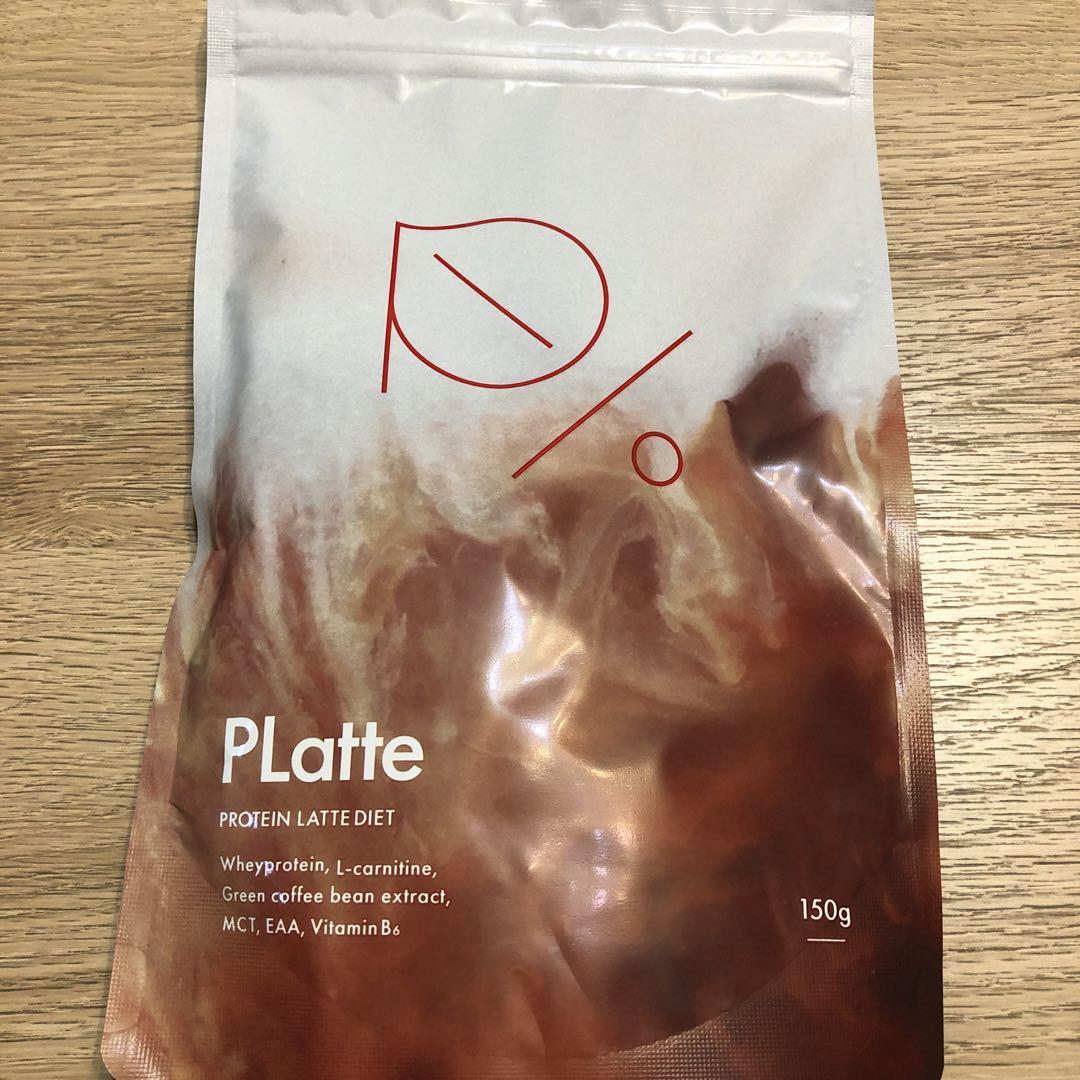 PLatte
PROTEIN LATTE DIET
Wheyprotein, L-carnitine,
Green coffee bean extract,
MCT, EAA, Vitamin B₆
150g